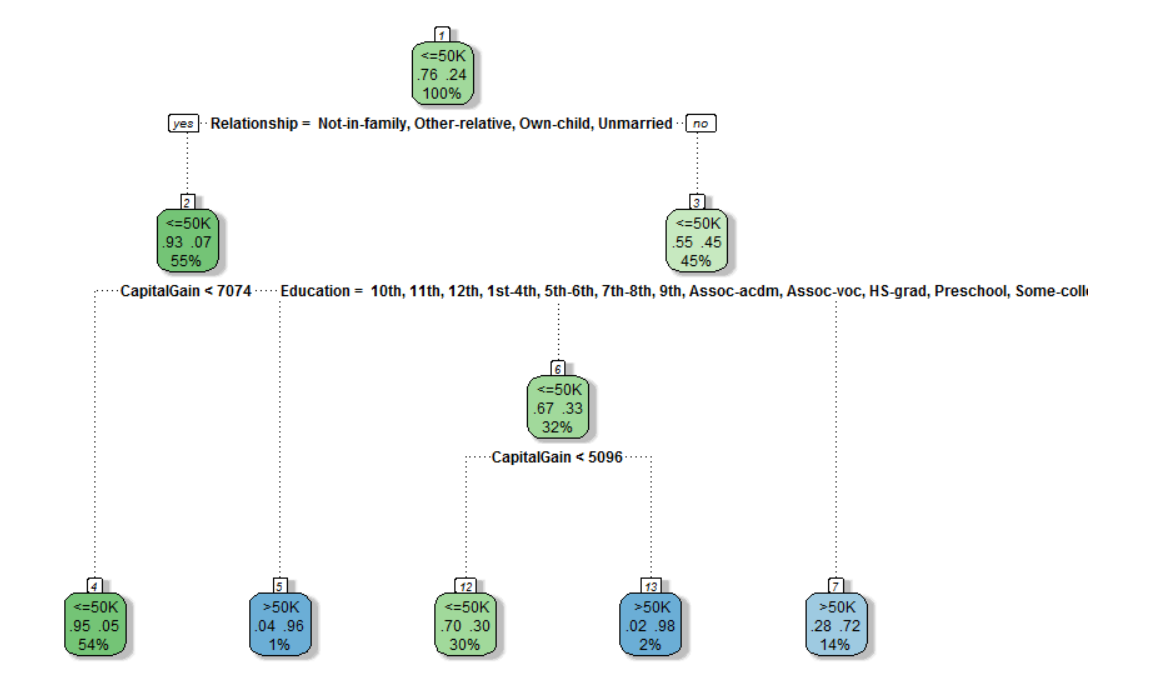 1
<=50K
.76 .24
100%
yes Relationship = Not-in-family, Other-relative, Own-child, Unmarried no
2
<=50K
.93 .07
55%
3
<=50K
.55 .45
45%
CapitalGain < 7074
Education = 10th, 11th, 12th, 1st-4th, 5th-6th, 7th-8th, 9th, Assoc-acdm, Assoc-voc, HS-grad, Preschool, Some-colle
6
<=50K
.67 .33
32%
CapitalGain < 5096
4
<=50K
.95 .05
54%
5
>50K
.04 .96
1%
12
<=50K
.70 .30
30%
13
>50K
.02 .98
2%
7
>50K
.28 .72
14%